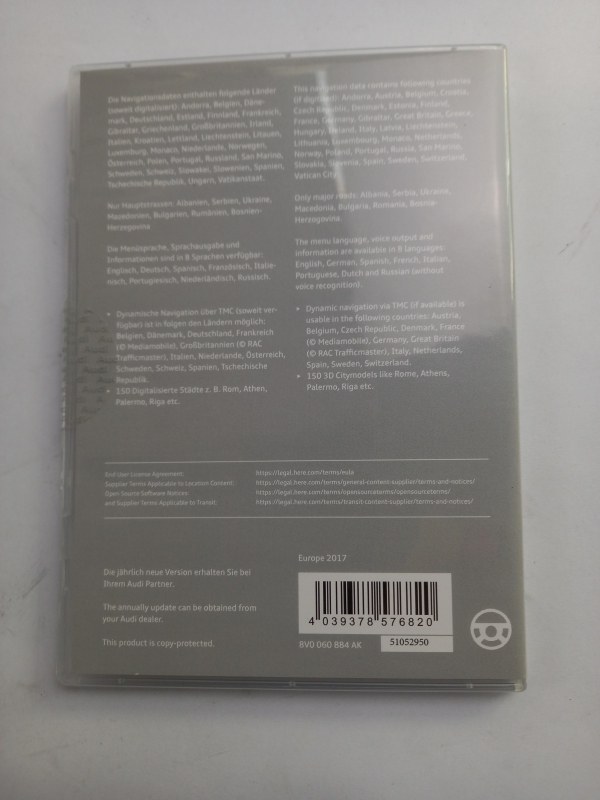 Die Navigationsdaten enthalten folgende Länder
(soweit digitalisiert): Andorra, Belgien, Däne-
mark, Deutschland, Estland, Finnland, Frankreich,
Gibraltar, Griechenland, Großbritannien, Irland,
Italien, Kroatien, Lettland, Liechtenstein, Litauen,
Luxemburg, Monaco, Niederlande, Norwegen,
Österreich, Polen, Portugal, Russland, San Marino,
Schweden, Schweiz, Slowakei, Slowenien, Spanien,
Tschechische Republik, Ungarn, Vatikanstaat.
Nur Hauptstrassen: Albanien, Serbien, Ukraine,
Mazedonien, Bulgarien, Rumänien, Bosnien-
Herzegowina
Die Menüsprache, Sprachausgabe und
Informationen sind in 8 Sprachen verfügbar:
Englisch, Deutsch, Spanisch, Französisch, Italie-
nisch, Portugiesisch, Niederländisch, Russisch.
• Dynamische Navigation über TMC (soweit ver-
fügbar) ist in folgen den Ländern möglich:
Belgien, Dänemark, Deutschland, Frankreich
(© Mediamobile), Großbritannien (© RAC
Trafficmaster), Italien, Niederlande, Österreich,
Schweden, Schweiz, Spanien, Tschechische
Republik.
• 150 Digitalisierte Städte z. B. Rom, Athen,
Palermo, Riga etc.
This navigation data contains following countries
(if digitized): Andorra, Austria, Belgium, Croatia,
Czech Republic, Denmark, Estonia, Finland,
France, Germany, Gibraltar, Great Britain, Greece,
Hungary, Ireland, Italy, Latvia, Liechtenstein,
Lithuania, Luxembourg, Monaco, Netherlands,
Norway, Poland, Portugal, Russia, San Marino,
Slovakia, Slovenia, Spain, Sweden, Switzerland,
Vatican City.
Only major roads: Albania, Serbia, Ukraine,
Macedonia, Bulgaria, Romania, Bosnia-
Herzegovina.
The menu language, voice output and
information are available in 8 languages:
English, German, Spanish, French, Italian,
Portuguese, Dutch and Russian (without
voice recognition).
• Dynamic navigation via TMC (if available) is
usable in the following countries: Austria,
Belgium, Czech Republic, Denmark, France
(© Mediamobile), Germany, Great Britain
(© RAC Trafficmaster), Italy, Netherlands,
Spain, Sweden, Switzerland.
• 150 3D Citymodels like Rome, Athens,
Palermo, Riga etc.
End User License Agreement: https://legal.here.com/terms/eula
Supplier Terms Applicable to Location Content: https://legal.here.com/terms/general-content-supplier/terms-and-notices/
Open Source Software Notices: https://legal.here.com/terms/opensourceterms/opensourceterms/
and Supplier Terms Applicable to Transit: https://legal.here.com/terms/transit-content-supplier/terms-and-notices/
Die jährlich neue Version erhalten Sie bei
Ihrem Audi Partner.
The annually update can be obtained from
your Audi dealer.
This product is copy-protected.
Europe 2017
4 039378 576820
8V0 060 884 AK 51052950